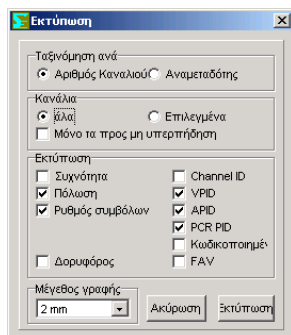 Εκτύπωση
Ταξινόμηση ανά
Αριθμός Καναλιού Αναμεταδότης
Κανάλια
όλα Επιλεγμένα
Μόνο τα προς μη υπερπήδηση
Εκτύπωση
Συχνότητα Channel ID
Πόλωση VPID
Ρυθμός συμβόλων APID
PCR PID
Κωδικοποιημέν
Δορυφόρος FAV
Μέγεθος γραφής
2 mm Ακύρωση Εκτύπωση